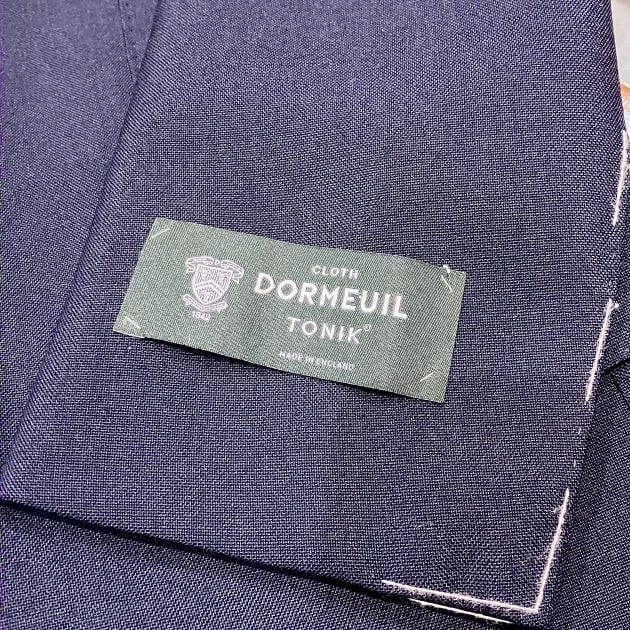 CLOTH
DORMEUIL
TONIK®
1842
MADE IN ENGLAND